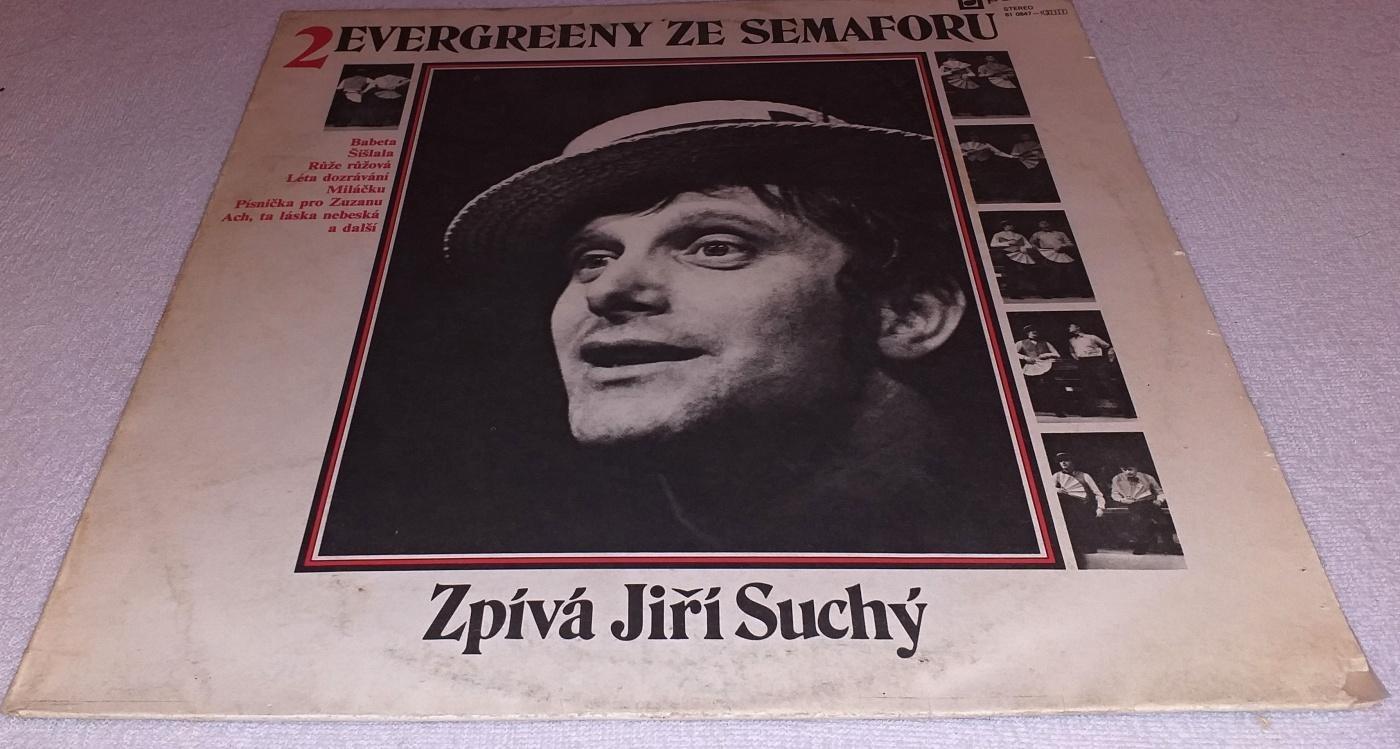 2 EVERGREENY ZE SEMAFORU
STEREO
Babeta
Šišlala
Růže růžová
Léta dozrávání
Miláčku
Písnička pro Zuzanu
Ach, ta láska nebeská
a další
Zpívá Jiří Suchý